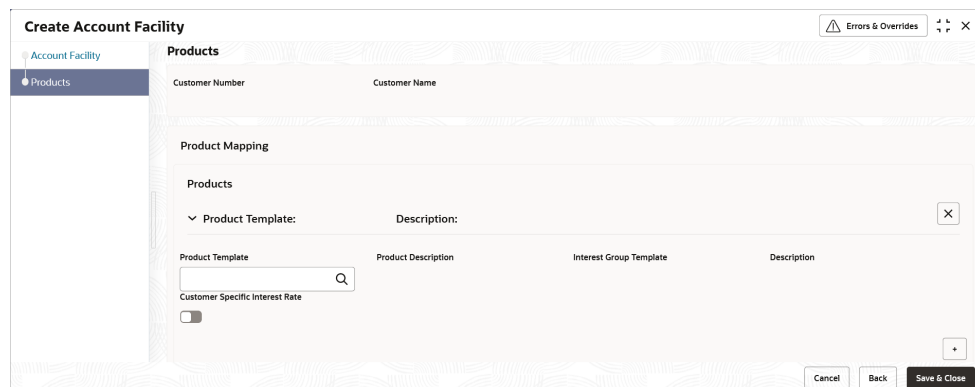 Create Account Facility
Errors & Overrides
Account Facility
Products
Products
Customer Number Customer Name
Product Mapping
Products
Product Template: Description:
Product Template Product Description Interest Group Template Description
Customer Specific Interest Rate
Cancel Back Save & Close